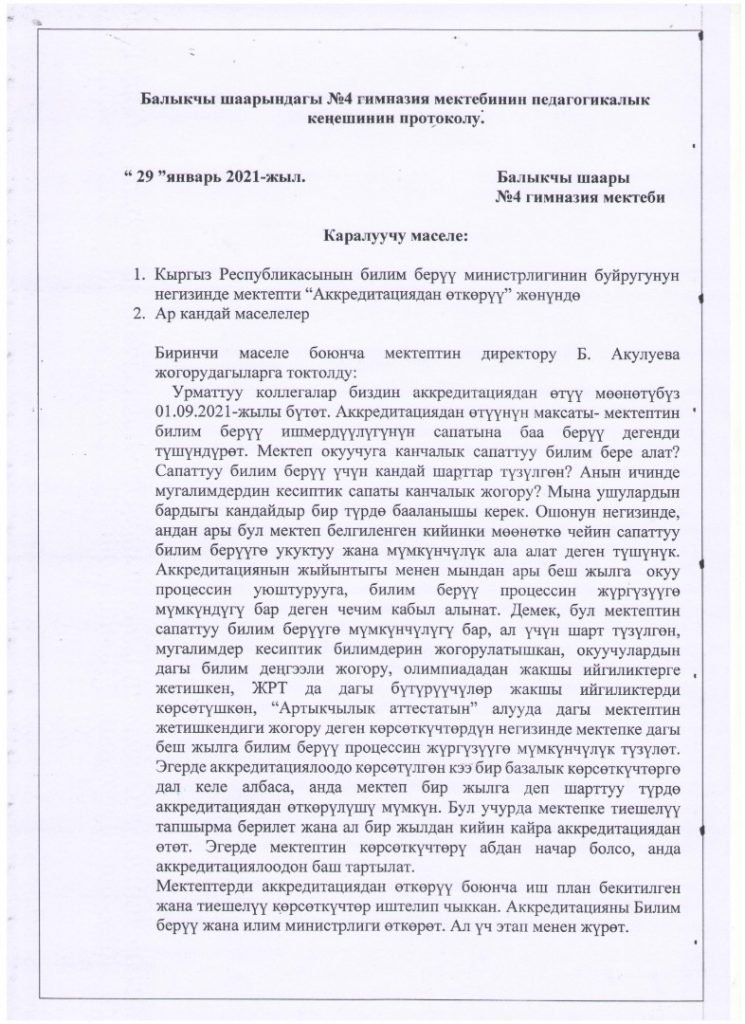 Балыкчы шаарындагы №4 гимназия мектебинин педагогикалык
кеңешинин протоколу.
“ 29 ”январь 2021-жыл.
Балыкчы шаары
№4 гимназия мектеби
Каралуучу маселе:
1. Кыргыз Республикасынын билим берүү министрлигинин буйругунун
негизинде мектепти “Аккредитациядан өткөрүү” жөнүндө
2. Ар кандай маселелер
Биринчи маселе боюнча мектептин директору Б. Акулуева
жогорудагыларга токтолду:
Урматтуу коллегалар биздин аккредитациядан өтүү мөөнөтүбүз
01.09.2021-жылы бүтөт. Аккредитациядан өтүүнүн максаты- мектептин
билим берүү ишмердүүлүгүнүн сапатына баа берүү дегенди
түшүндүрөт. Мектеп окуучуга канчалык сапаттуу билим бере алат?
Сапаттуу билим берүү үчүн кандай шарттар түзүлгөн? Анын ичинде
мугалимдердин кесиптик сапаты канчалык жогору? Мына ушулардын
бардыгы кандайдыр бир түрдө бааланышы керек. Ошонун негизинде,
андан ары бул мектеп белгиленген кийинки мөөнөткө чейин сапаттуу
билим берүүгө укуктуу жана мүмкүнчүлүк ала алат деген түшүнүк.
Аккредитациянын жыйынтыгы менен мындан ары беш жылга окуу
процессин уюштурууга, билим берүү процессин жүргүзүүгө
мүмкүндүгү бар деген чечим кабыл алынат. Демек, бул мектептин
сапаттуу билим берүүгө мүмкүнчүлүгү бар, ал үчүн шарт түзүлгөн,
мугалимдер кесиптик билимдерин жогорулатышкан, окуучулардын
дагы билим деңгээли жогору, олимпиададан жакшы ийгиликтерге
жетишкен, ЖРТ да дагы бүтүрүүчүлөр жакшы ийгиликтерди
көрсөтүшкөн, “Артыкчылык аттестатын” алууда дагы мектептин
жетишкендиги жогору деген көрсөткүчтөрдүн негизинде мектепке дагы
беш жылга билим берүү процессин жүргүзүүгө мүмкүнчүлүк түзүлөт.
Эгерде аккредитациялоодо көрсөтүлгөн кээ бир базалык көрсөткүчтөргө
дал келе албаса, анда мектеп бир жылга деп шарттуу түрдө
аккредитациядан өткөрүлүшү мүмкүн. Бул учурда мектепке тиешелүү
тапшырма берилет жана ал бир жылдан кийин кайра аккредитациядан
өтөт. Эгерде мектептин көрсөткүчтөрү абдан начар болсо, анда
аккредитациялоодон баш тартылат.
Мектептерди аккредитациядан өткөрүү боюнча иш план бекитилген
жана тиешелүү көрсөткүчтөр иштелип чыккан. Аккредитацияны Билим
берүү жана илим министрлиги өткөрөт. Ал үч этап менен жүрөт.